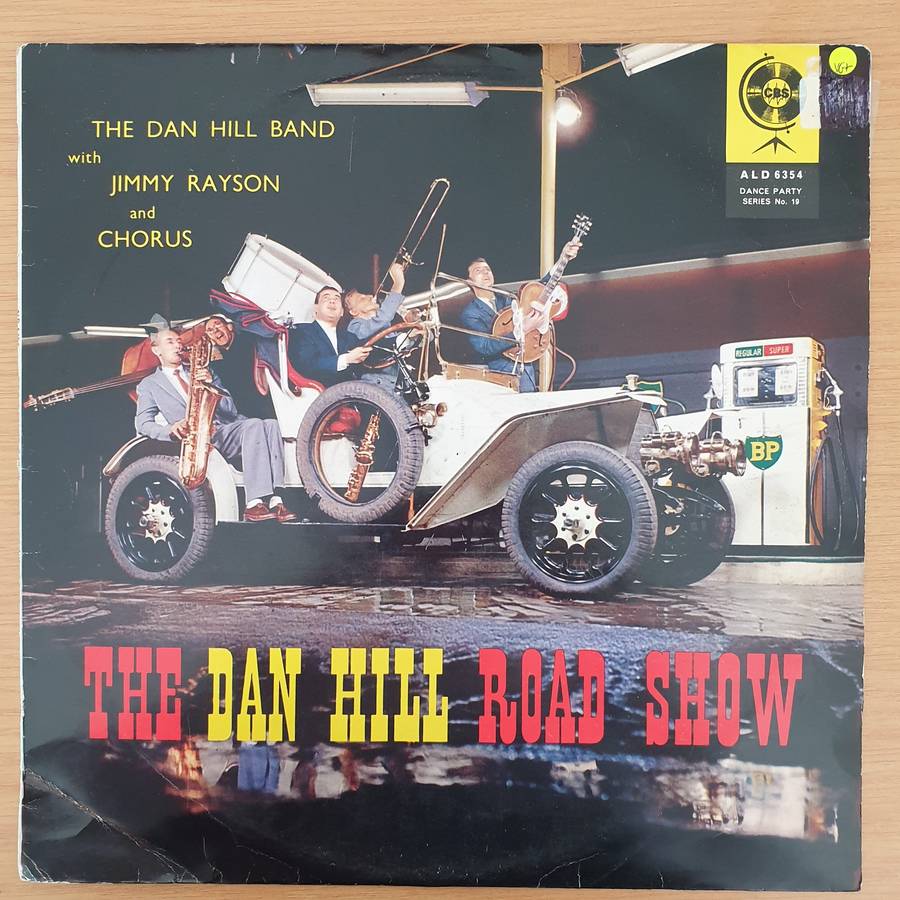 THE DAN HILL BAND
with
JIMMY RAYSON
and
CHORUS
CBS
VG+
ALD 6354
DANCE PARTY
SERIES No. 19
REGULAR SUPER
BP
THE DAN HILL ROAD SHOW